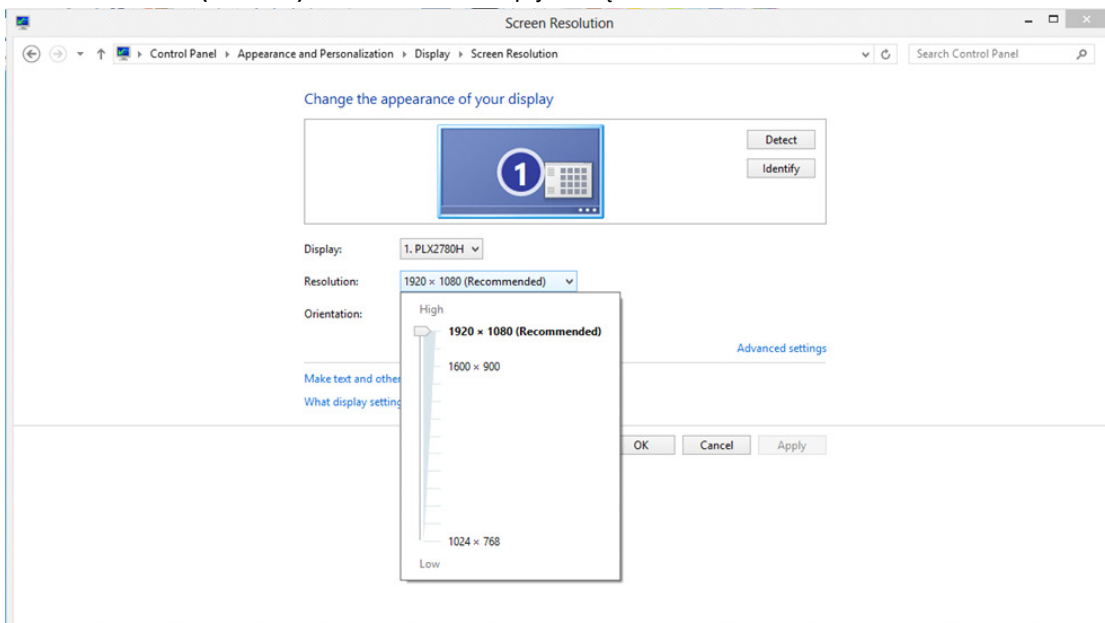 Screen Resolution
Control Panel Appearance and Personalization Display Screen Resolution
Search Control Panel
Change the appearance of your display
1
Detect
Identify
Display: 1. PLX2780H
Resolution: 1920 × 1080 (Recommended)
Orientation:
High
1920 × 1080 (Recommended)
Advanced settings
1600 × 900
Make text and other
What display setting
OK Cancel Apply
1024 × 768
Low